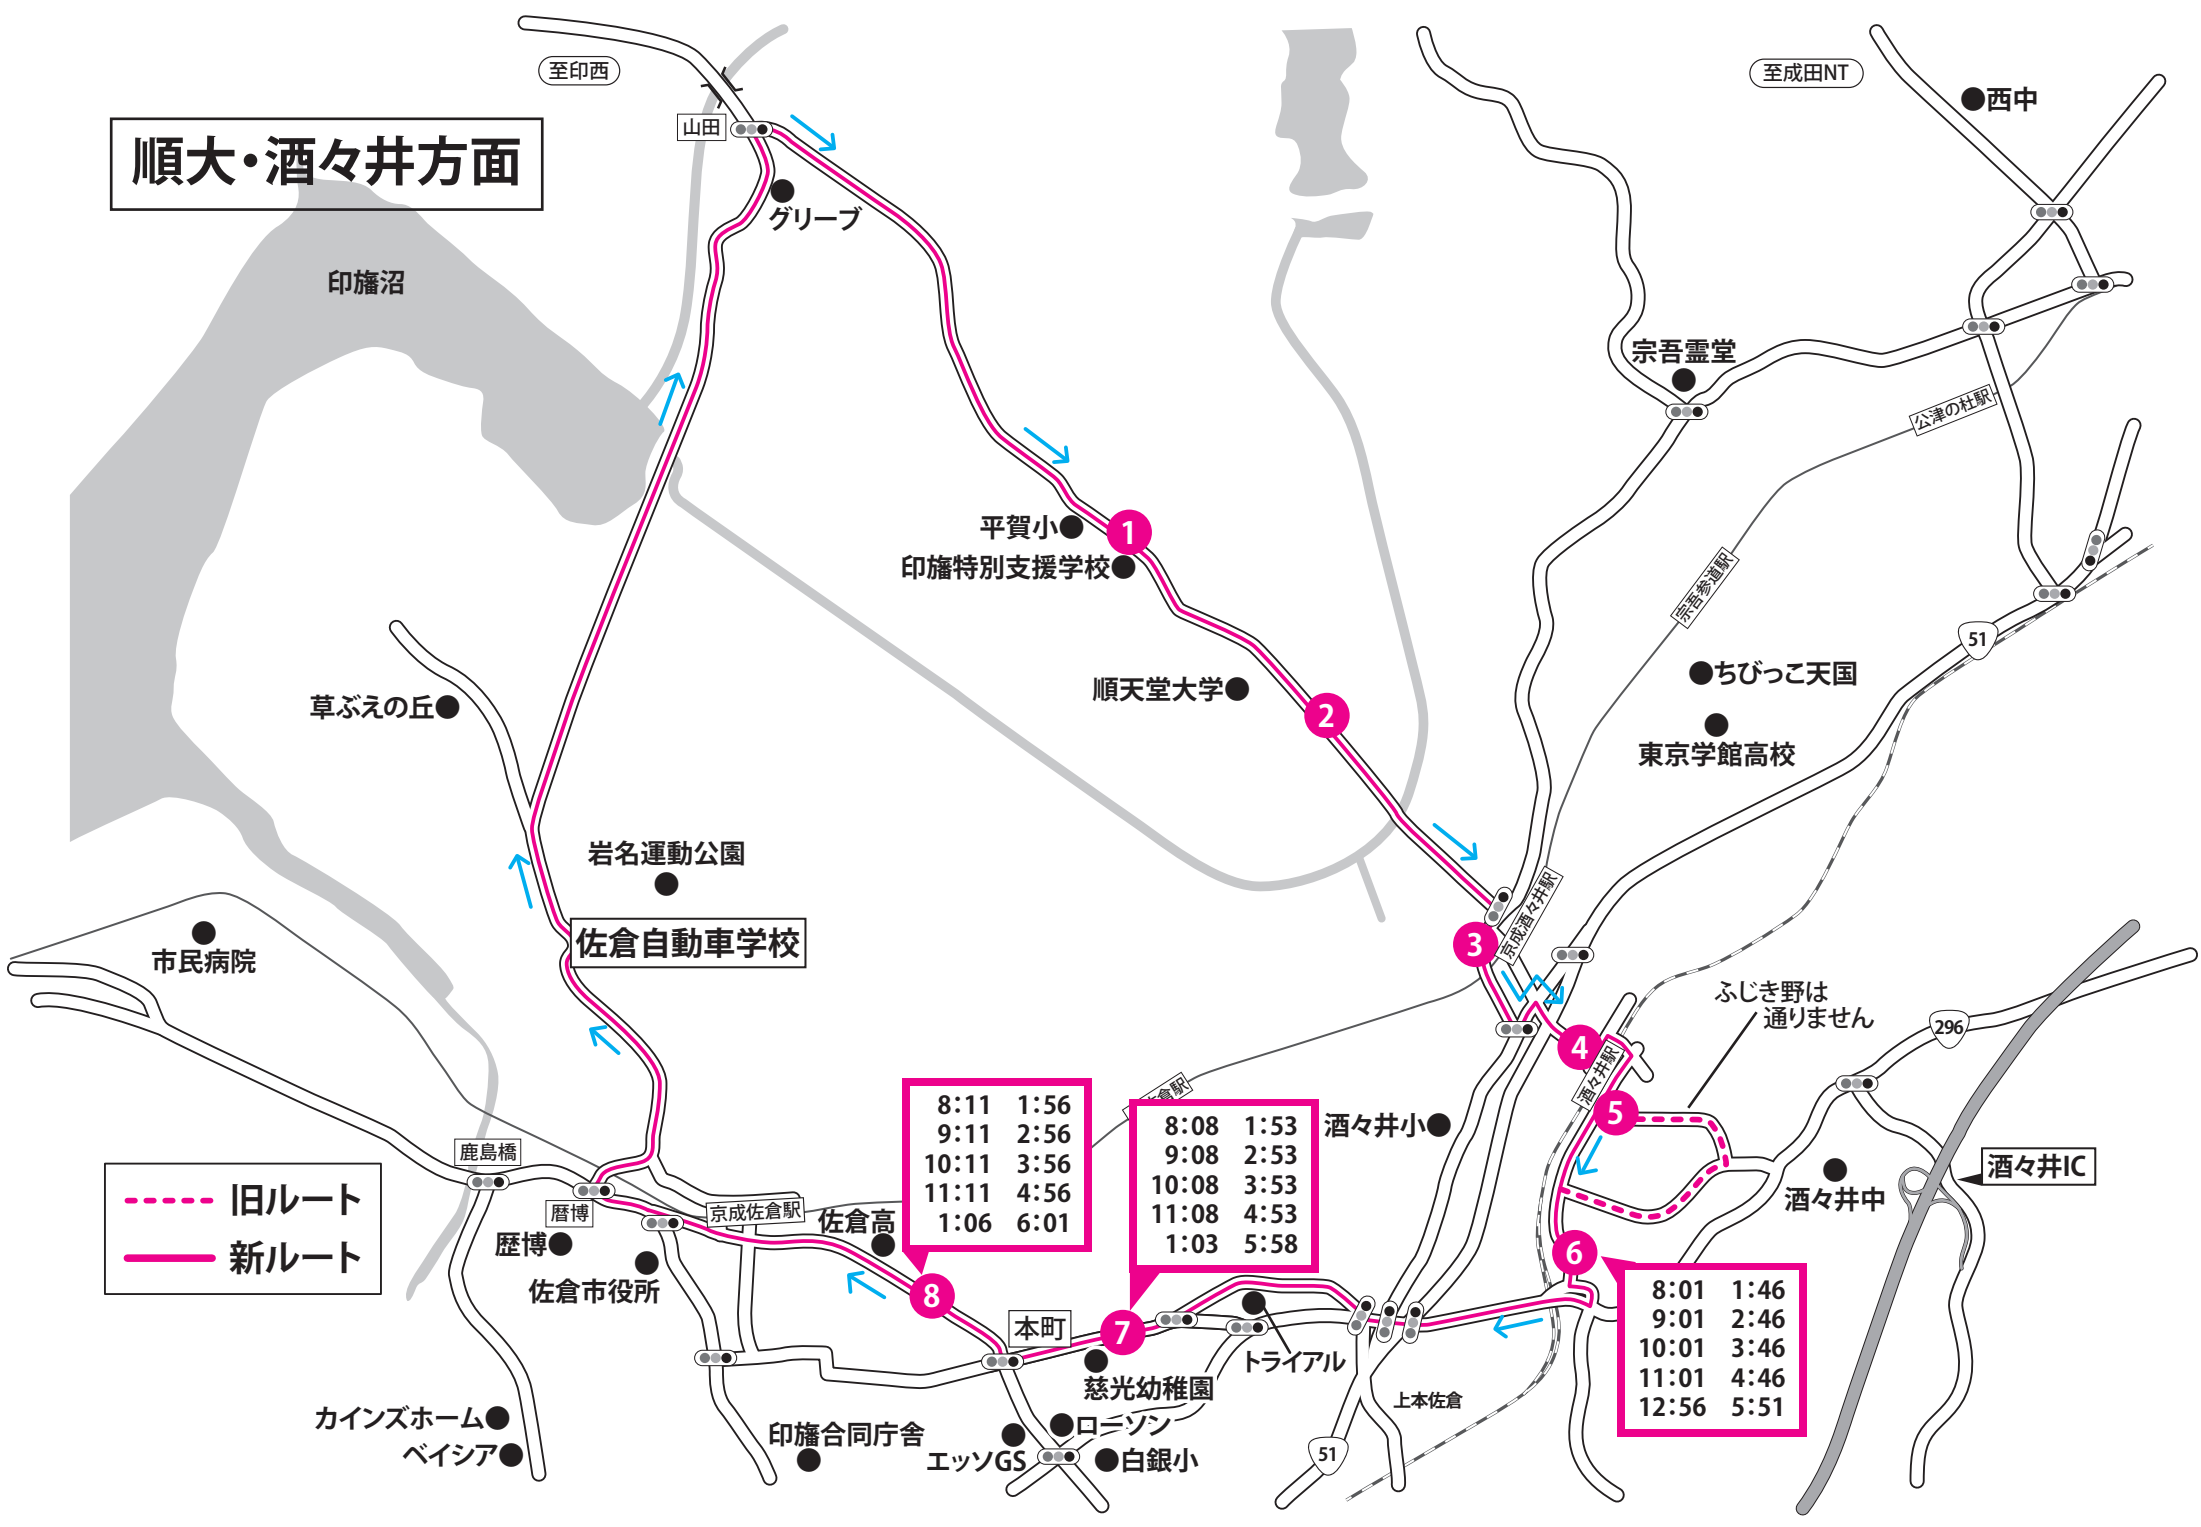 至印西
至成田NT
西中
順大・酒々井方面
山田
グリーブ
印旛沼
宗吾霊堂
公津の杜駅
平賀小
1
印旛特別支援学校
宗吾参道駅
51
ちびっこ天国
順天堂大学
2
草ぶえの丘
東京学館高校
岩名運動公園
佐倉自動車学校
3
京成酒々井駅
市民病院
ふじき野は
通りません
296
4
酒々井駅
5
倉駅
8:11 1:56
9:11 2:56
10:11 3:56
11:11 4:56
1:06 6:01
8:08 1:53
9:08 2:53
10:08 3:53
11:08 4:53
1:03 5:58
酒々井小
鹿島橋
酒々井IC
酒々井中
旧ルート
新ルート
暦博
京成佐倉駅
佐倉高
歴博
佐倉市役所
6
8:01 1:46
9:01 2:46
10:01 3:46
11:01 4:46
12:56 5:51
8
本町
7
トライアル
慈光幼稚園
上本佐倉
カインズホーム
ベイシア
印旛合同庁舎
ローソン
エッソGS
白銀小
51